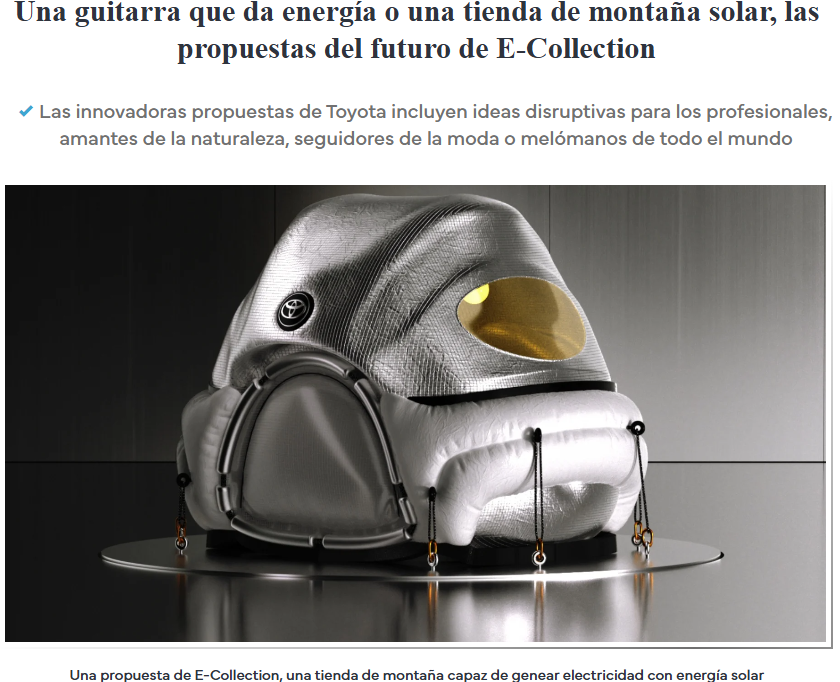 Una guitarra que da energía o una tienda de montaña solar, las
propuestas del futuro de E-Collection
Las innovadoras propuestas de Toyota incluyen ideas disruptivas para los profesionales,
amantes de la naturaleza, seguidores de la moda o melómanos de todo el mundo
Una propuesta de E-Collection, una tienda de montaña capaz de genear electricidad con energía solar